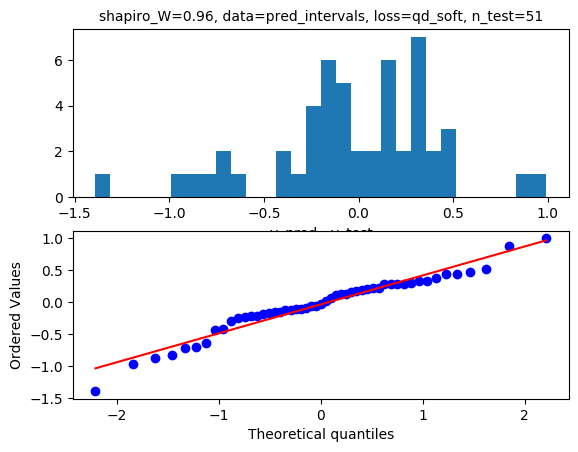 shapiro_W=0.96, data=pred_intervals, loss=qd_soft, n_test=51
6
4
2
0
-1.5 -1.0 -0.5 0.0 0.5 1.0
1.0
0.5
0.0
-0.5
-1.0
-1.5
Ordered Values
-2 -1 0 1 2
Theoretical quantiles